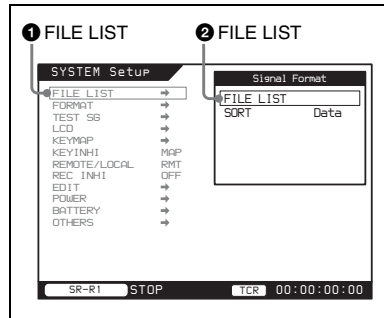 ❶ FILE LIST ❷ FILE LIST
SYSTEM Setup
FILE LIST →
FORMAT →
TEST SG →
LCD →
KEYMAP →
KEYINHI MAP
REMOTE/LOCAL RMT
REC INHI OFF
EDIT →
POWER →
BATTERY →
OTHERS →
Signal Format
FILE LIST
SORT Data
SR-R1 STOP TCR 00:00:00:00